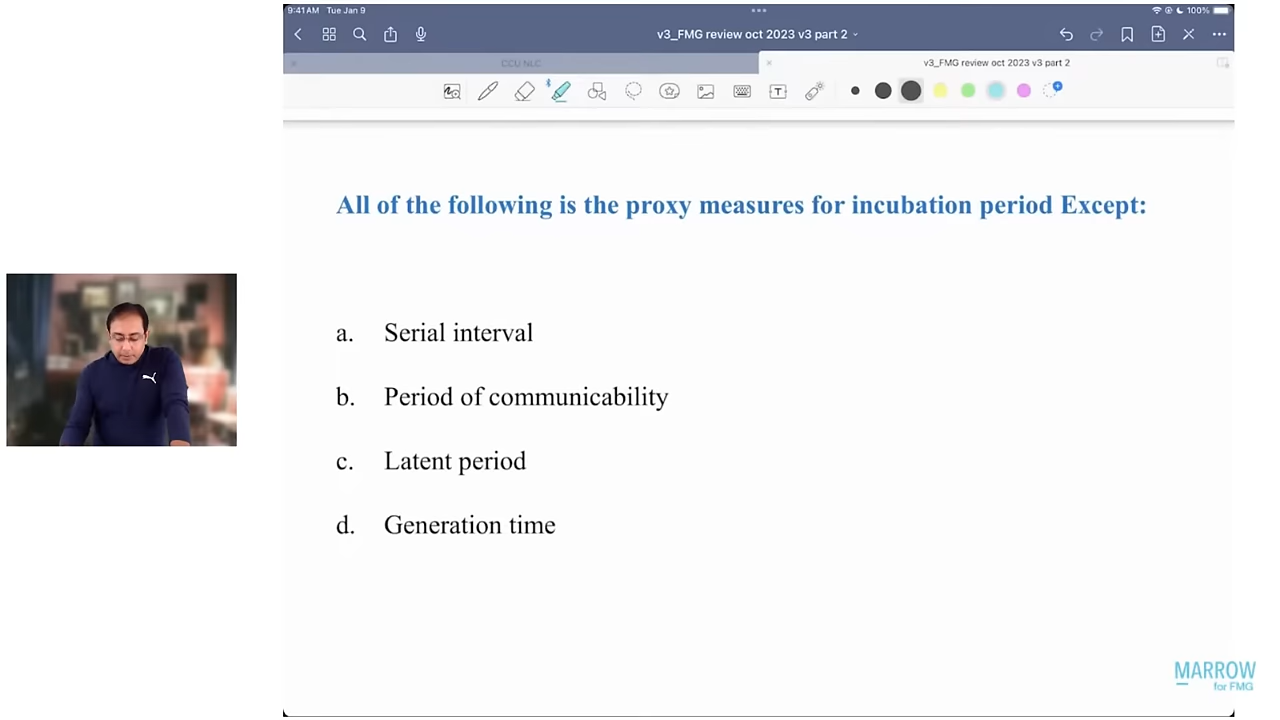 9:41 AM Tue Jan 9
100%
v3_FMG review oct 2023 v3 part 2
CCU NLC
v3_FMG review oct 2023 v3 part 2
T
All of the following is the proxy measures for incubation period Except:
a. Serial interval
b. Period of communicability
c. Latent period
d. Generation time
MARROW
for FMG